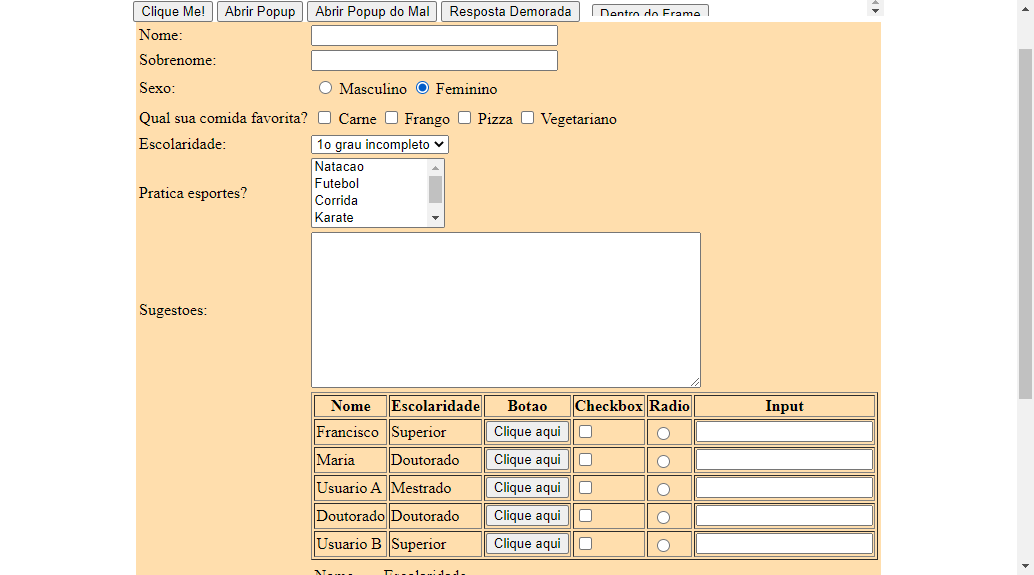 Clique Me! Abrir Popup Abrir Popup do Mal Resposta Demorada Dentro do Frame
Nome:
Sobrenome:
Sexo: Masculino Feminino
Qual sua comida favorita? Carne Frango Pizza Vegetariano
Escolaridade: 1o grau incompleto
Natacao
Futebol
Pratica esportes?
Corrida
Karate
Sugestoes:
Nome Escolaridade Botao Checkbox Radio Input
Francisco Superior Clique aqui
Maria Doutorado Clique aqui
Usuario A Mestrado Clique aqui
Doutorado Doutorado Clique aqui
Usuario B Superior Clique aqui
Nome Escolaridade